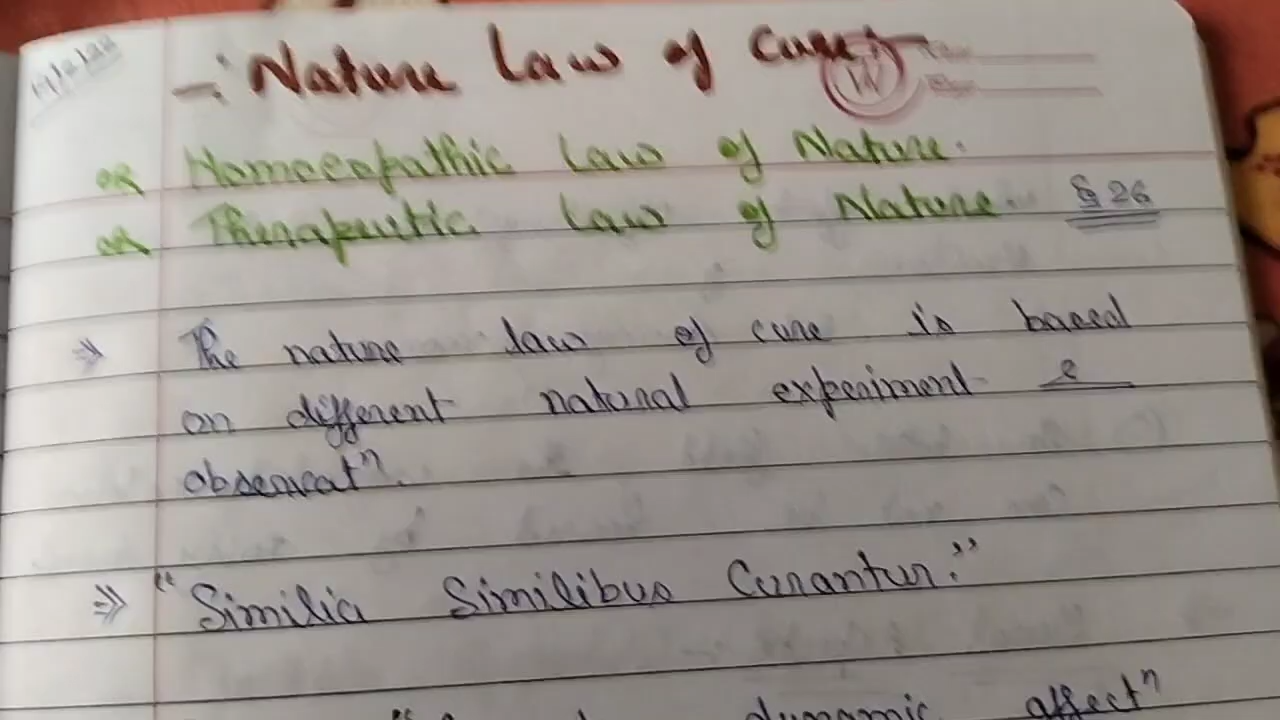 -: Nature law of cure :-
OR Homoeopathic law of Nature.
OR Therapeutic law of Nature. § 26
⇒ The nature law of cure is based
on different natural experiment &
observatⁿ.
⇒ "Similia Similibus Curantur."
dynamic affectⁿ